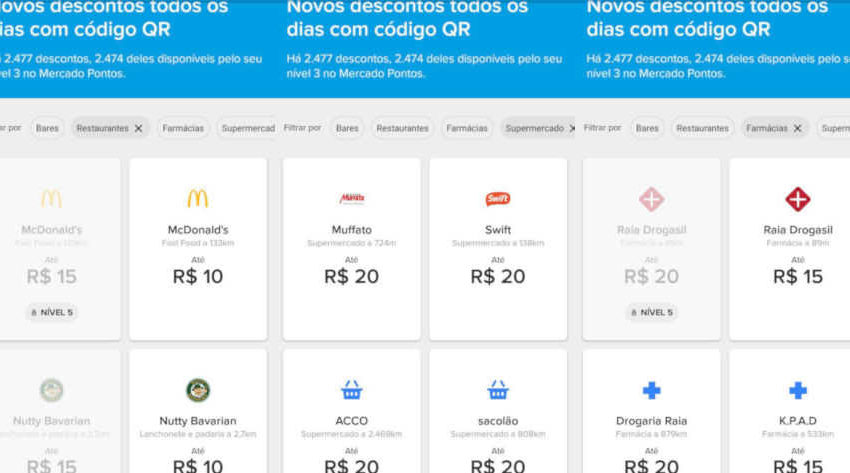 ovos descontos todos os
ias com código QR
2.477 descontos, 2.474 deles disponíveis pelo seu
vel 3 no Mercado Pontos.
ar por Bares Restaurantes X Farmácias Supermercad
McDonald's
Fast Food a 133km
Até
R$ 15
NÍVEL 5
McDonald's
Fast Food a 133km
Até
R$ 10
Nutty Bavarian
Lanchonete e padaria a 2,7km
Até
R$ 15
Nutty Bavarian
Lanchonete e padaria a 2,7km
Até
R$ 10
Novos descontos todos os
dias com código QR
Há 2.477 descontos, 2.474 deles disponíveis pelo seu
nível 3 no Mercado Pontos.
Filtrar por Bares Restaurantes Farmácias Supermercado X
Muffato
Muffato
Supermercado a 724m
Até
R$ 20
Swift
Swift
Supermercado a 138km
Até
R$ 20
ACCO
Supermercado a 2.469km
Até
R$ 20
sacolão
Supermercado a 808km
Até
R$ 20
Novos descontos todos os
dias com código QR
Há 2.477 descontos, 2.474 deles disponíveis pelo s
nível 3 no Mercado Pontos.
Filtrar por Bares Restaurantes Farmácias X Superm
Raia Drogasil
Farmácia a 89m
Até
R$ 20
NÍVEL 5
Raia Drogasil
Farmácia a 89m
Até
R$ 15
Drogaria Raia
Farmácia a 879km
Até
R$ 20
K.P.A.D
Farmácia a 533km
Até
R$ 15